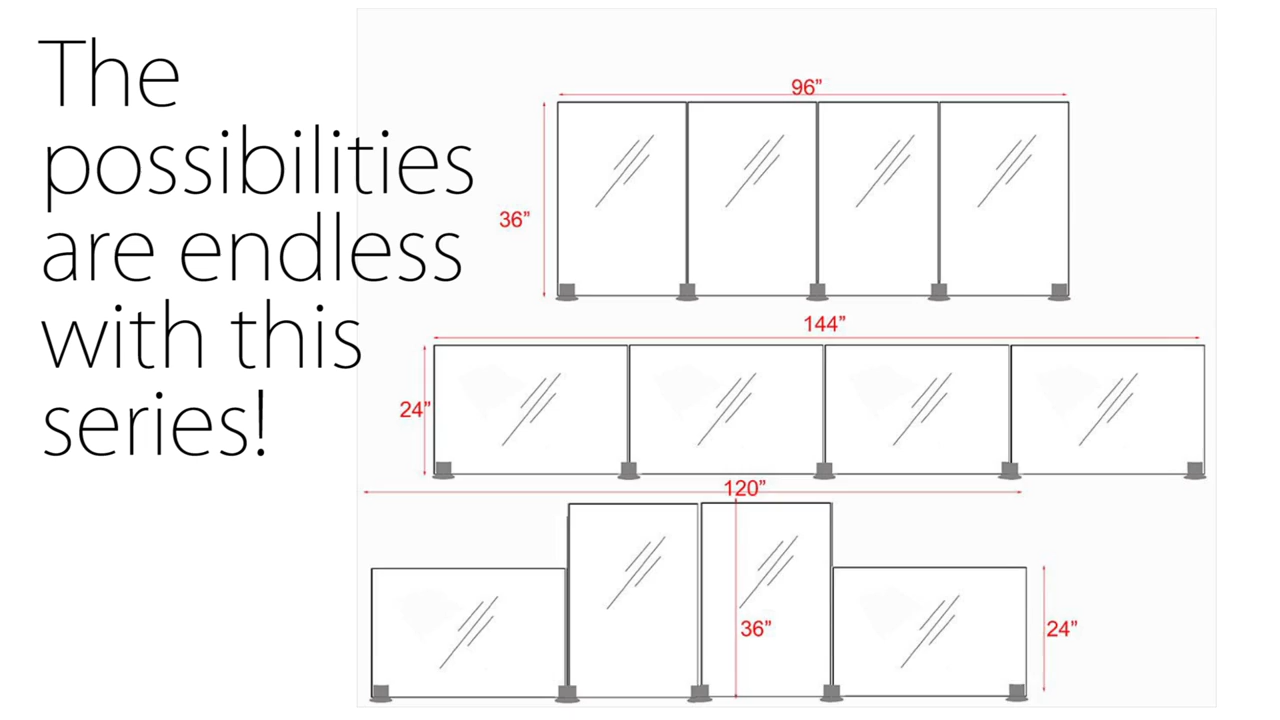 The
possibilities
are endless
with this
series!
96”
36”
144”
24”
120”
36”
24”